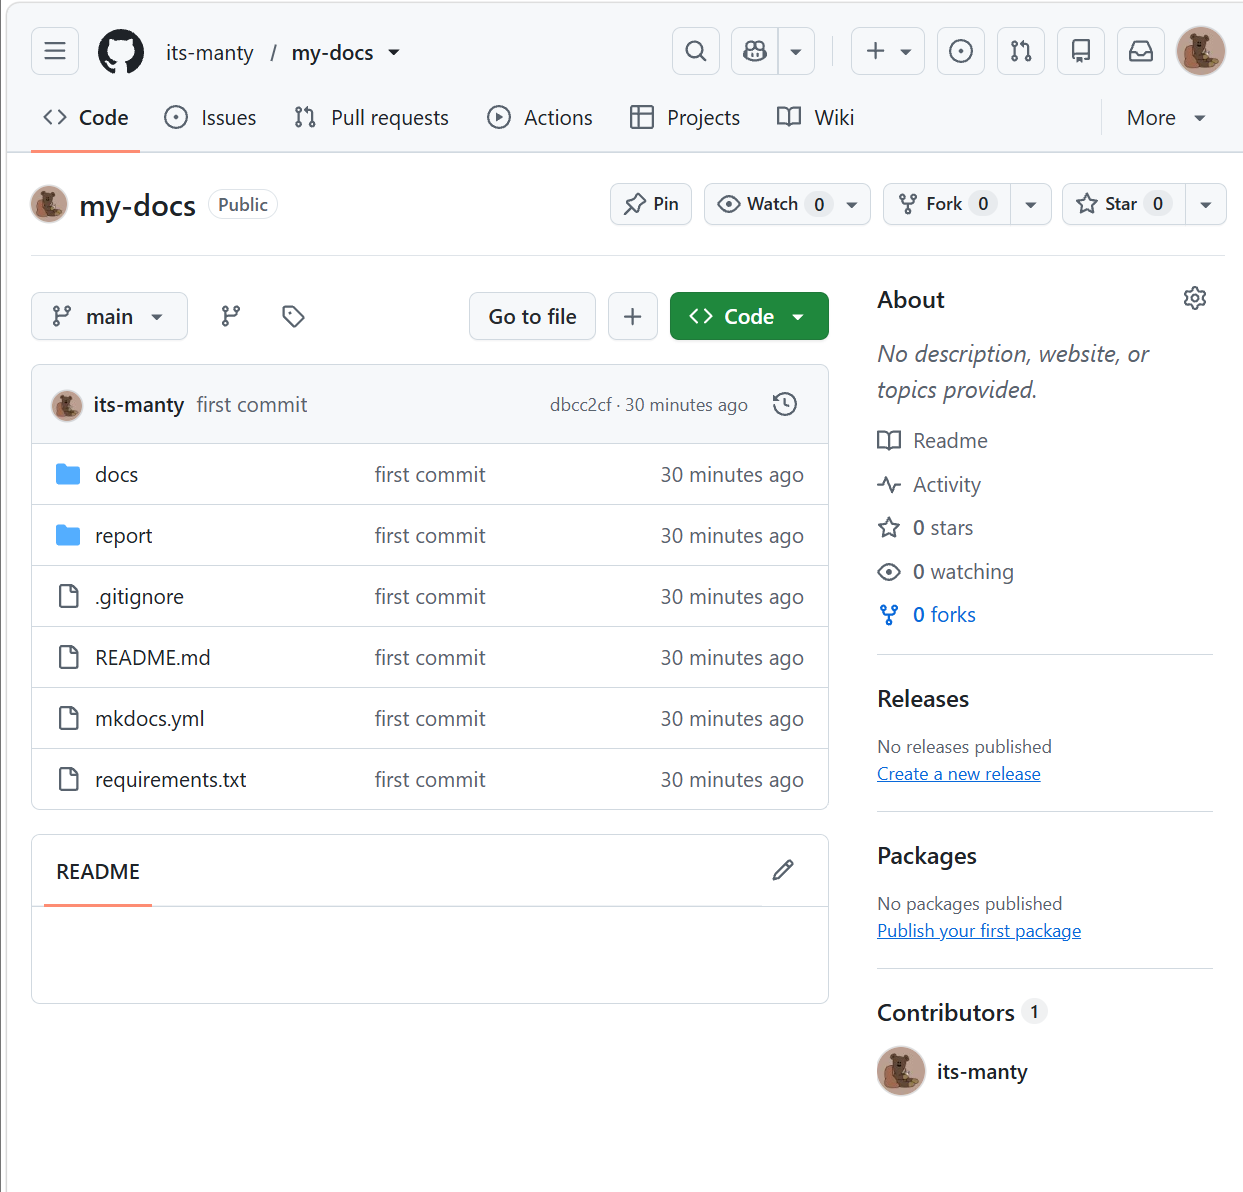 its-manty / my-docs
Code Issues Pull requests Actions Projects Wiki More
my-docs Public Pin Watch 0 Fork 0 Star 0
main Go to file Code
its-manty first commit dbcc2cf · 30 minutes ago
docs first commit 30 minutes ago
report first commit 30 minutes ago
.gitignore first commit 30 minutes ago
README.md first commit 30 minutes ago
mkdocs.yml first commit 30 minutes ago
requirements.txt first commit 30 minutes ago
README
About
No description, website, or
topics provided.
Readme
Activity
0 stars
0 watching
0 forks
Releases
No releases published
Create a new release
Packages
No packages published
Publish your first package
Contributors 1
its-manty